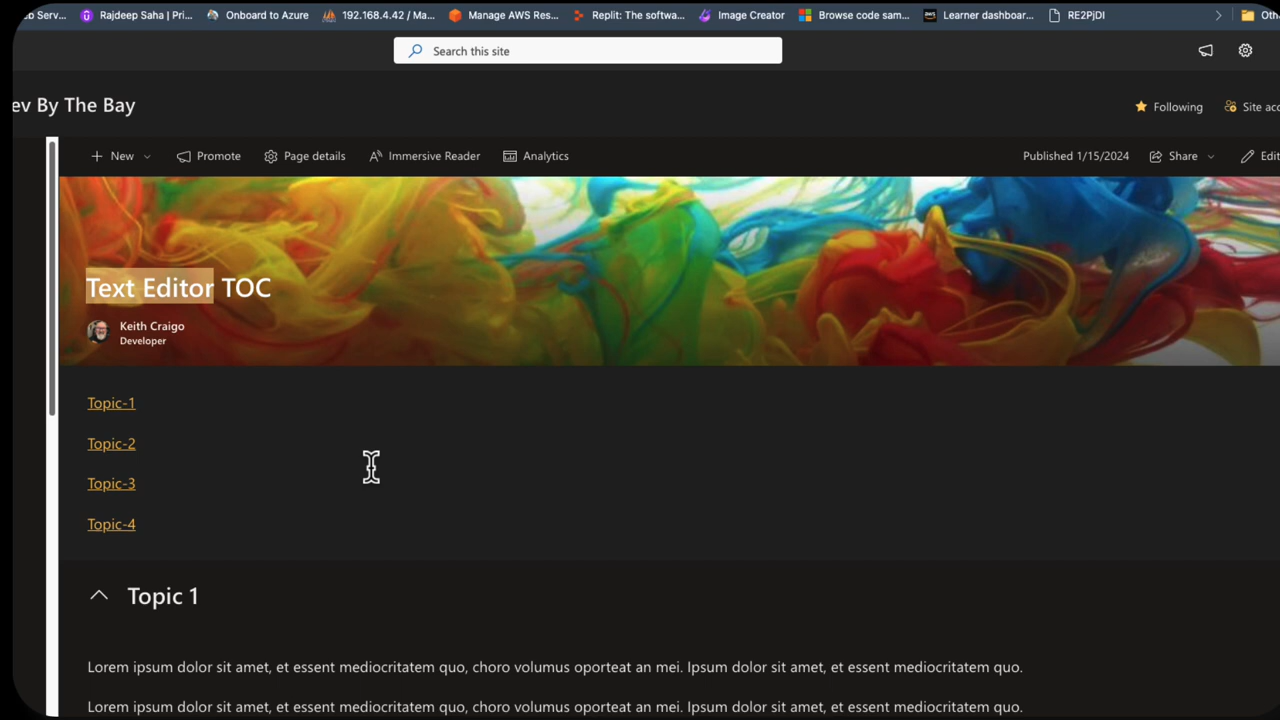 eb Serv... Rajdeep Saha | Pri... Onboard to Azure 192.168.4.42 / Ma... Manage AWS Res... Replit: The softwa... Image Creator Browse code sam... Learner dashboar... RE2PjDI Oth
Search this site
ev By The Bay
Following Site acc
New Promote Page details Immersive Reader Analytics Published 1/15/2024 Share Edit
Text Editor TOC
Keith Craigo
Developer
Topic-1
Topic-2
Topic-3
Topic-4
Topic 1
Lorem ipsum dolor sit amet, et essent mediocritatem quo, choro volumus oporteat an mei. Ipsum dolor sit amet, et essent mediocritatem quo.
Lorem ipsum dolor sit amet, et essent mediocritatem quo, choro volumus oporteat an mei. Ipsum dolor sit amet, et essent mediocritatem quo.